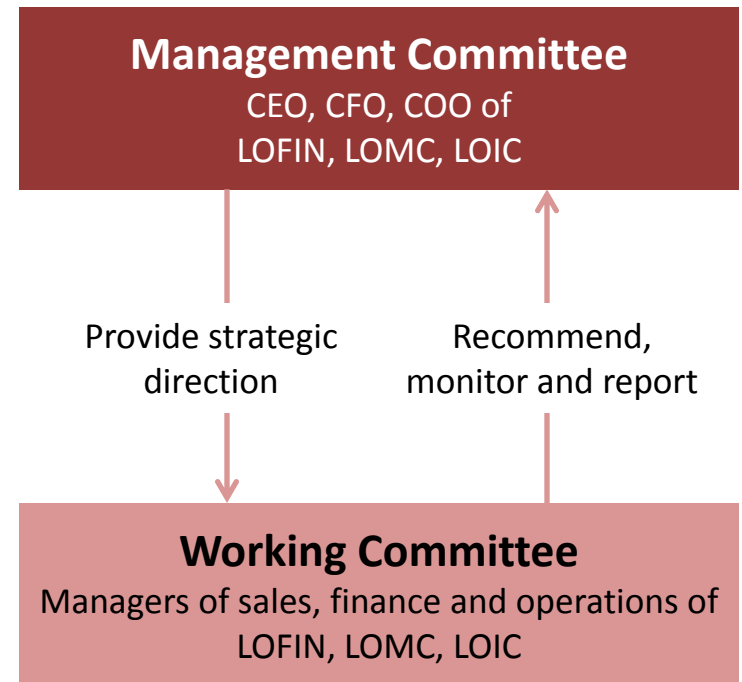 Management Committee
CEO, CFO, COO of
LOFIN, LOMC, LOIC
Provide strategic
direction
Recommend,
monitor and report
Working Committee
Managers of sales, finance and operations of
LOFIN, LOMC, LOIC